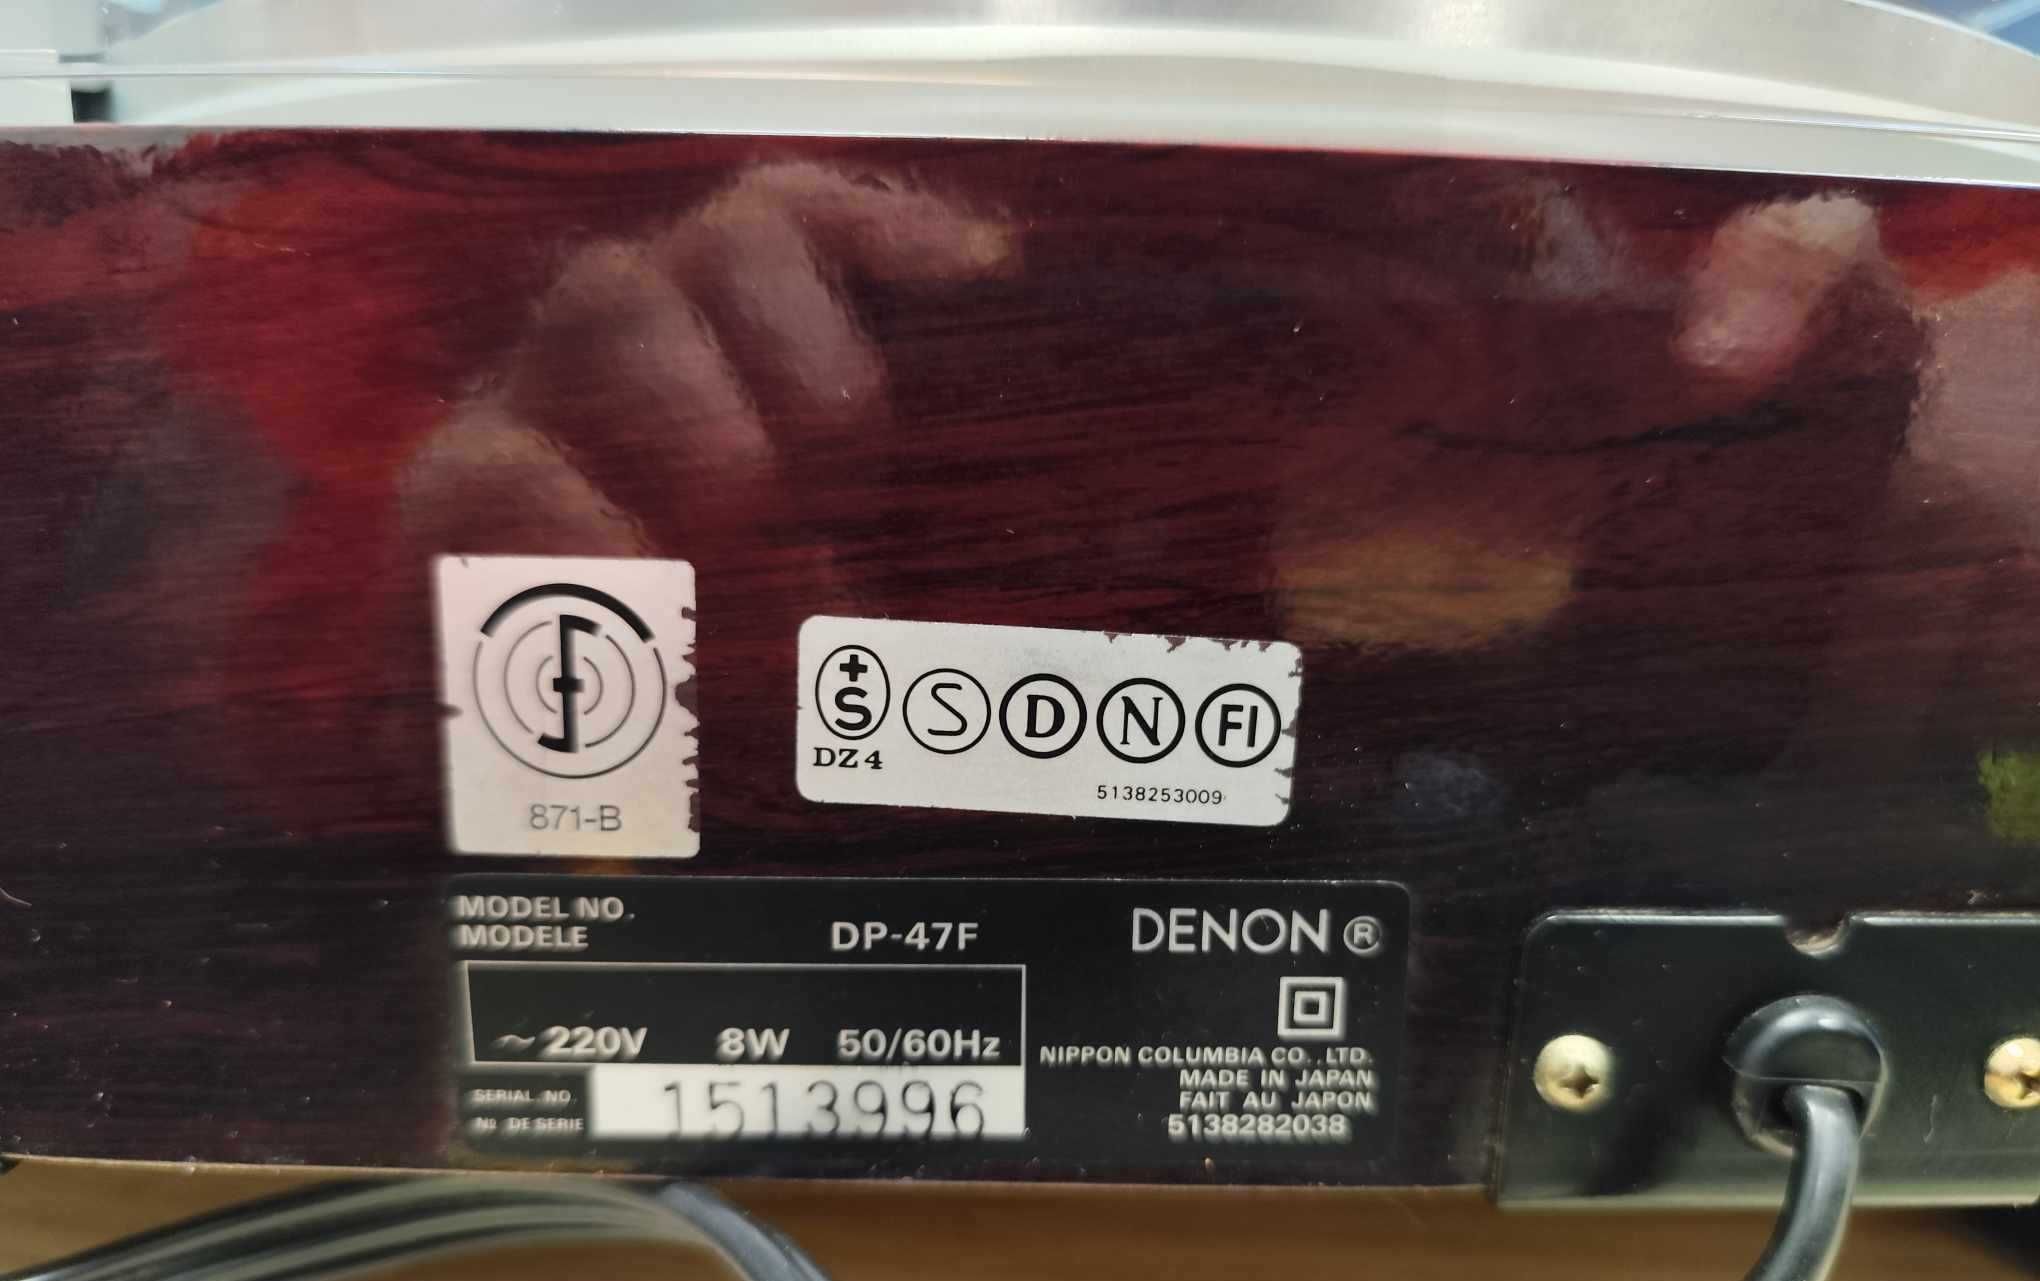 871-B
+S S D N FI
DZ4
5138253009
MODEL NO.
MODELE
DP-47F
DENON ®
~220V 8W 50/60Hz
SERIAL NO.
No DE SERIE
1513996
NIPPON COLUMBIA CO., LTD.
MADE IN JAPAN
FAIT AU JAPON
5138282038